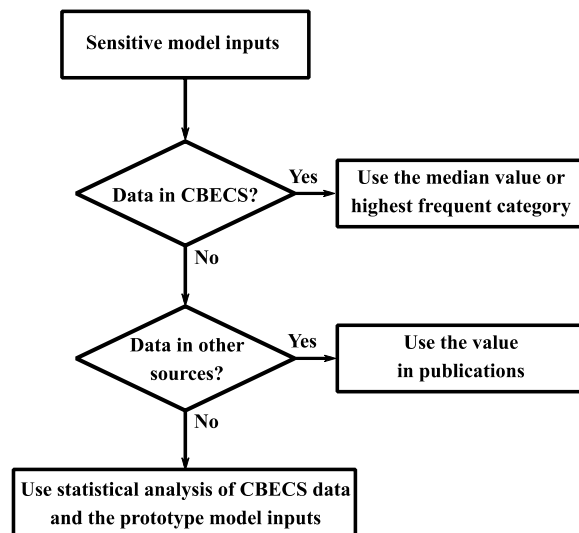 Sensitive model inputs
Data in CBECS?
Yes
Use the median value or
highest frequent category
No
Data in other
sources?
Yes
Use the value
in publications
No
Use statistical analysis of CBECS data
and the prototype model inputs